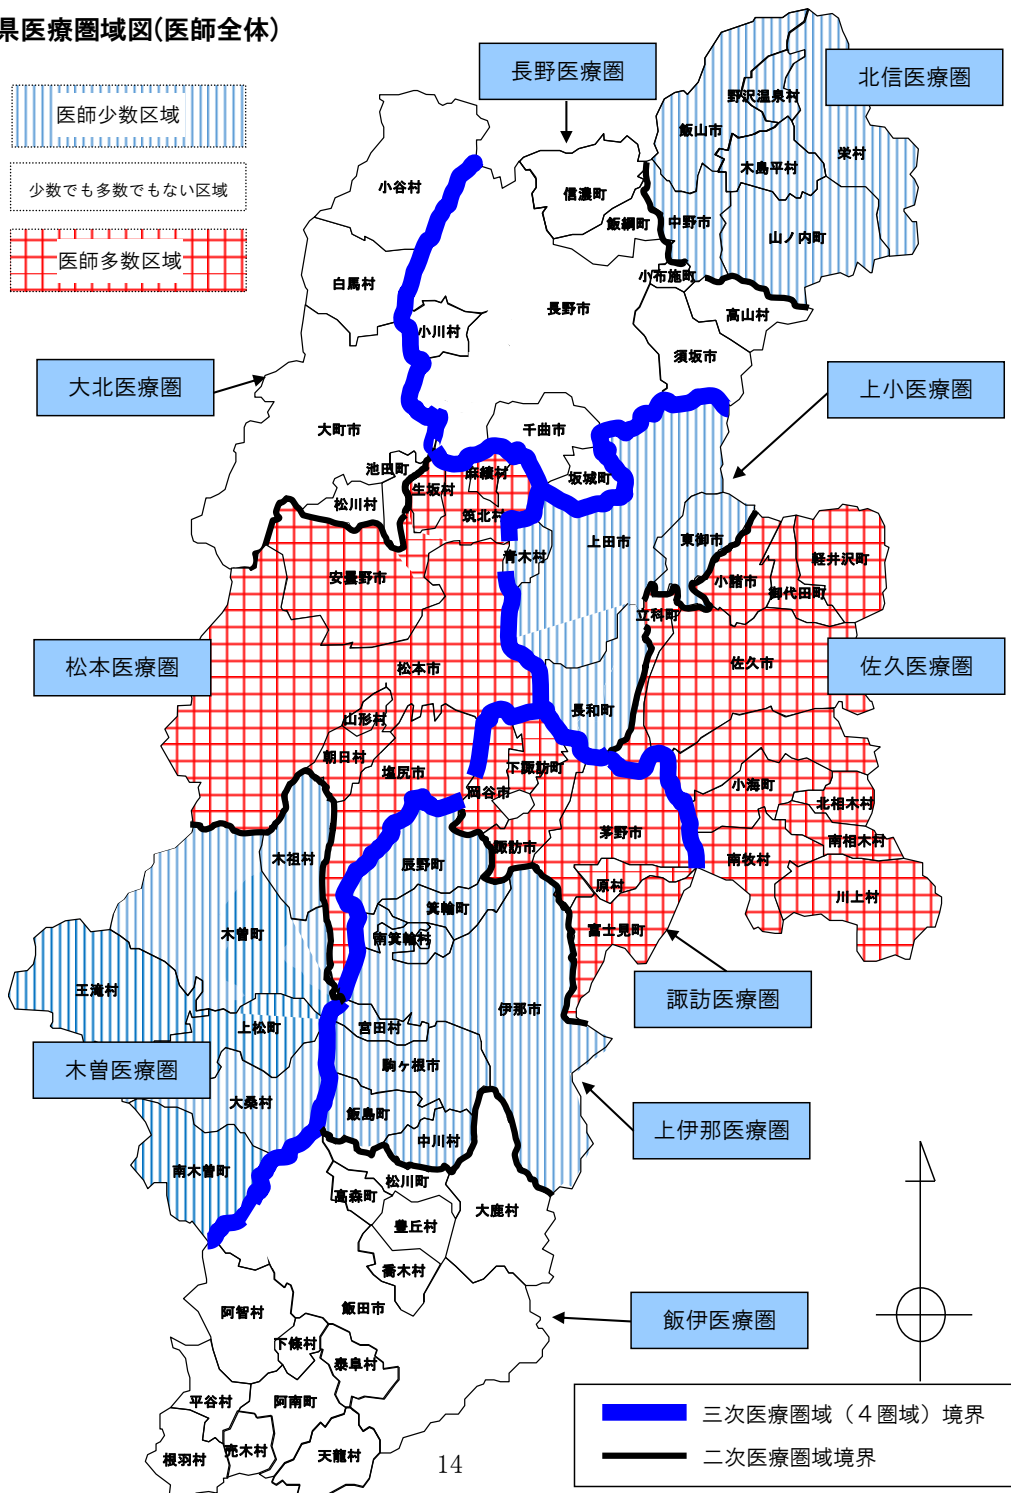 県医療圏域図(医師全体)
長野医療圏
北信医療圏
医師少数区域
少数でも多数でもない区域
医師多数区域
野沢温泉村
飯山市
栄村
木島平村
小谷村
信濃町
飯綱町
中野市
山ノ内町
小布施町
白馬村
長野市
高山村
小川村
須坂市
大北医療圏
上小医療圏
大町市
千曲市
池田町
麻績村
坂城町
生坂村
松川村
筑北村
上田市
東御市
青木村
安曇野市
小諸市
軽井沢町
御代田町
立科町
松本医療圏
松本市
佐久市
佐久医療圏
山形村
長和町
朝日村
塩尻市
下諏訪町
岡谷市
小海町
北相木村
茅野市
南相木村
諏訪市
南牧村
木祖村
辰野町
原村
川上村
箕輪町
木曽町
南箕輪村
富士見町
王滝村
諏訪医療圏
伊那市
上松町
宮田村
木曽医療圏
駒ヶ根市
大桑村
飯島町
上伊那医療圏
中川村
南木曽町
松川町
高森町
大鹿村
豊丘村
喬木村
阿智村
飯田市
飯伊医療圏
下條村
泰阜村
平谷村
阿南町
売木村
天龍村
根羽村
三次医療圏域（４圏域）境界
二次医療圏域境界
14